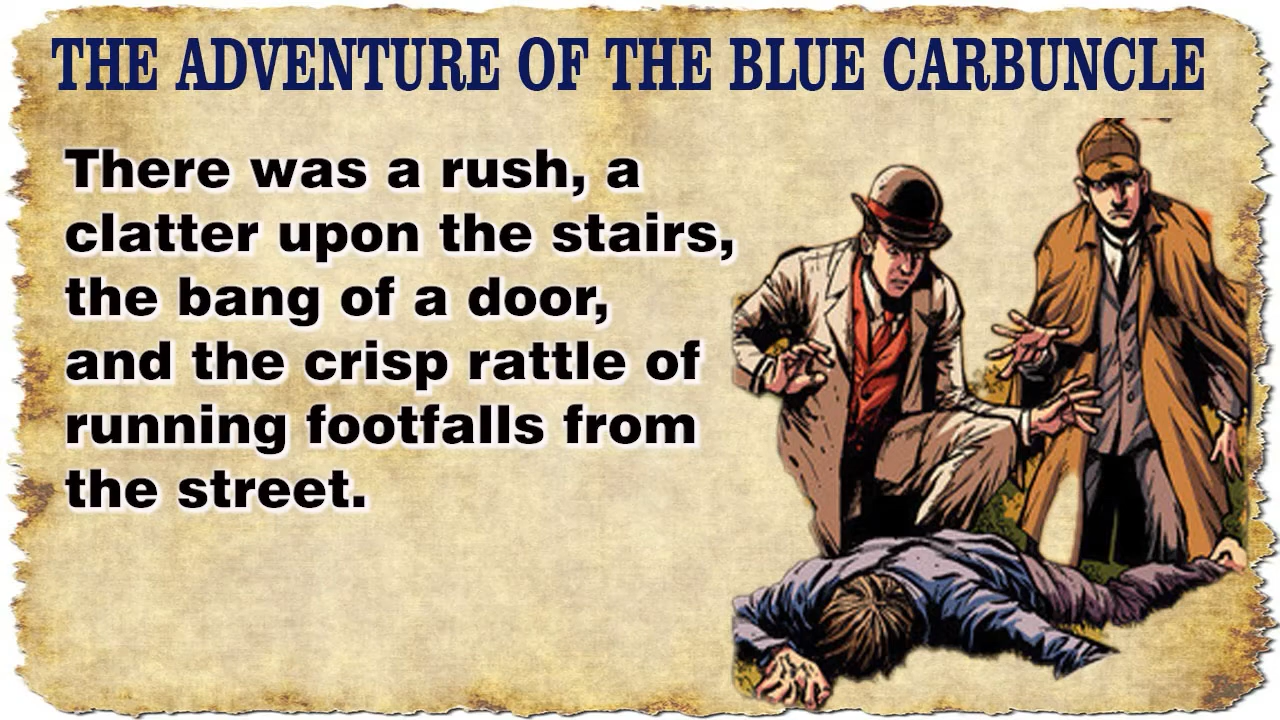 THE ADVENTURE OF THE BLUE CARBUNCLE
There was a rush, a
clatter upon the stairs,
the bang of a door,
and the crisp rattle of
running footfalls from
the street.